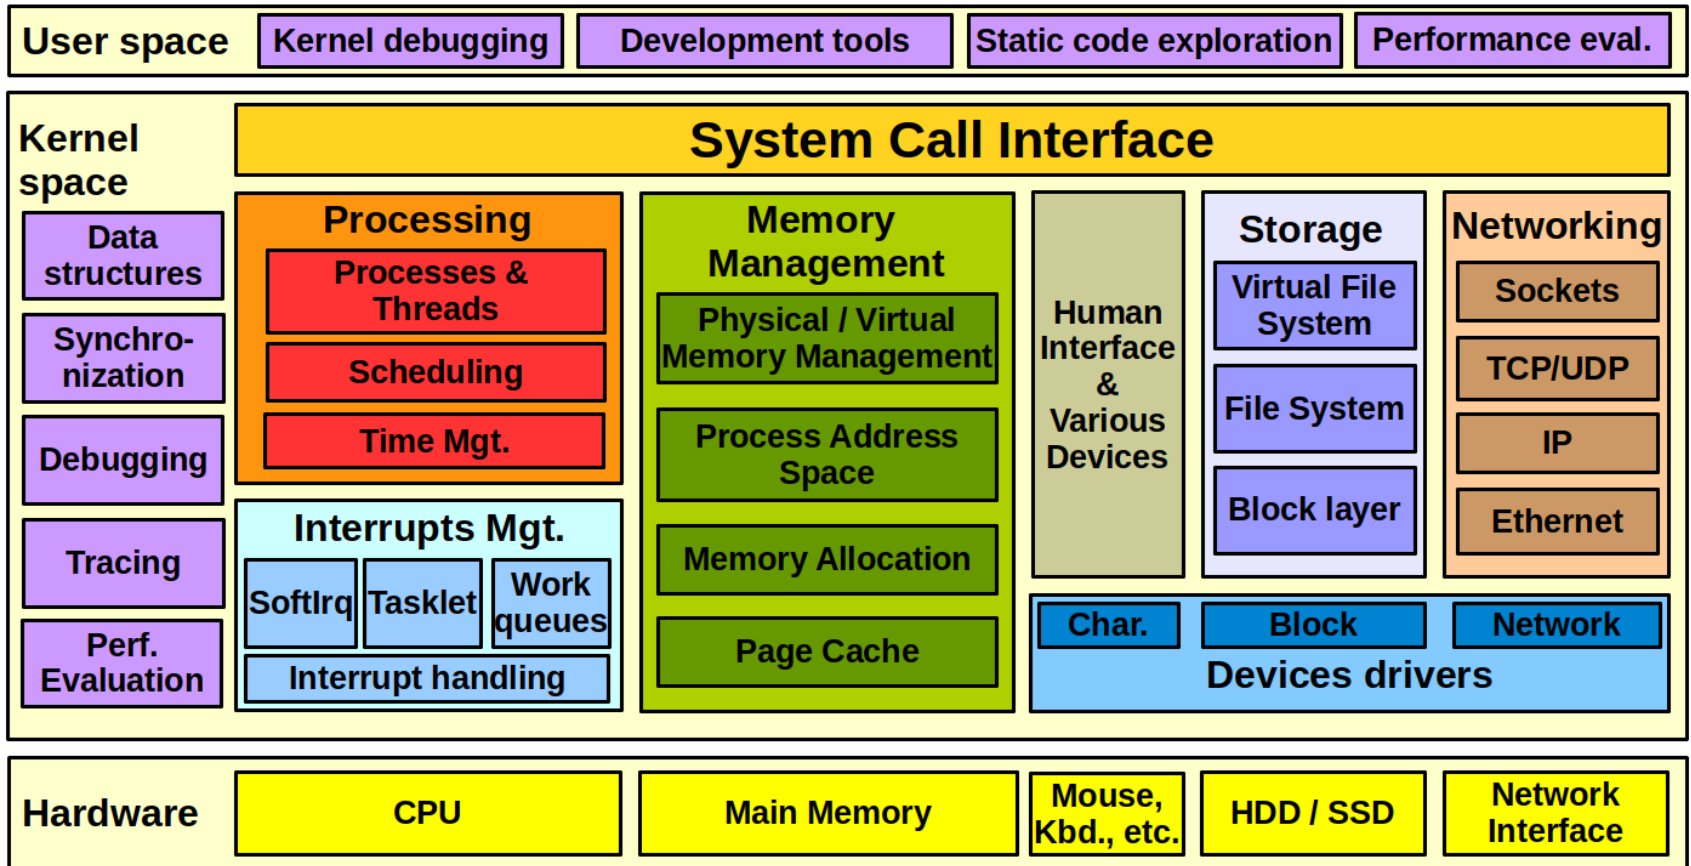 User space
Kernel debugging
Development tools
Static code exploration
Performance eval.
Kernel
space
System Call Interface
Data
structures
Synchro-
nization
Debugging
Tracing
Perf.
Evaluation
Processing
Processes &
Threads
Scheduling
Time Mgt.
Interrupts Mgt.
SoftIrq
Tasklet
Work
queues
Interrupt handling
Memory
Management
Physical / Virtual
Memory Management
Process Address
Space
Memory Allocation
Page Cache
Human
Interface
&
Various
Devices
Storage
Virtual File
System
File System
Block layer
Networking
Sockets
TCP/UDP
IP
Ethernet
Char.
Block
Network
Devices drivers
Hardware
CPU
Main Memory
Mouse,
Kbd., etc.
HDD / SSD
Network
Interface